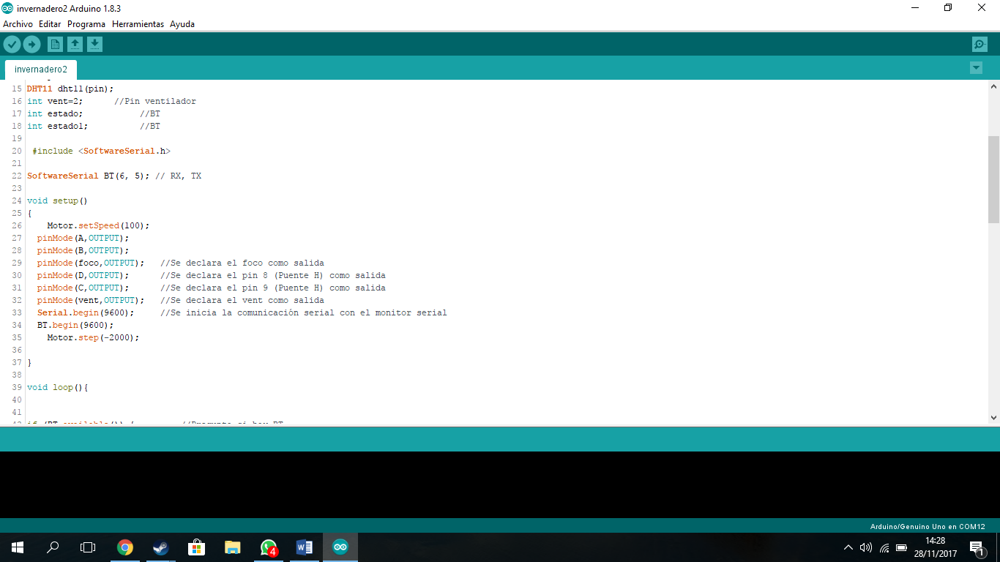 invernadero2 Arduino 1.8.3
Archivo Editar Programa Herramientas Ayuda
invernadero2
15 DHT11 dht11(pin);
16 int vent=2;      //Pin ventilador
17 int estado;          //BT
18 int estado1;          //BT
19
20  #include <SoftwareSerial.h>
21
22 SoftwareSerial BT(6, 5); // RX, TX
23
24 void setup()
25 {
26     Motor.setSpeed(100);
27   pinMode(A,OUTPUT);
28   pinMode(B,OUTPUT);
29   pinMode(foco,OUTPUT);   //Se declara el foco como salida
30   pinMode(D,OUTPUT);      //Se declara el pin 8 (Puente H) como salida
31   pinMode(C,OUTPUT);      //Se declara el pin 9 (Puente H) como salida
32   pinMode(vent,OUTPUT);   //Se declara el vent como salida
33   Serial.begin(9600);     //Se inicia la comunicación serial con el monitor serial
34   BT.begin(9600);
35     Motor.step(-2000);
36
37 }
38
39 void loop(){
40
41
Arduino/Genuino Uno en COM12
4
14:28
28/11/2017
1